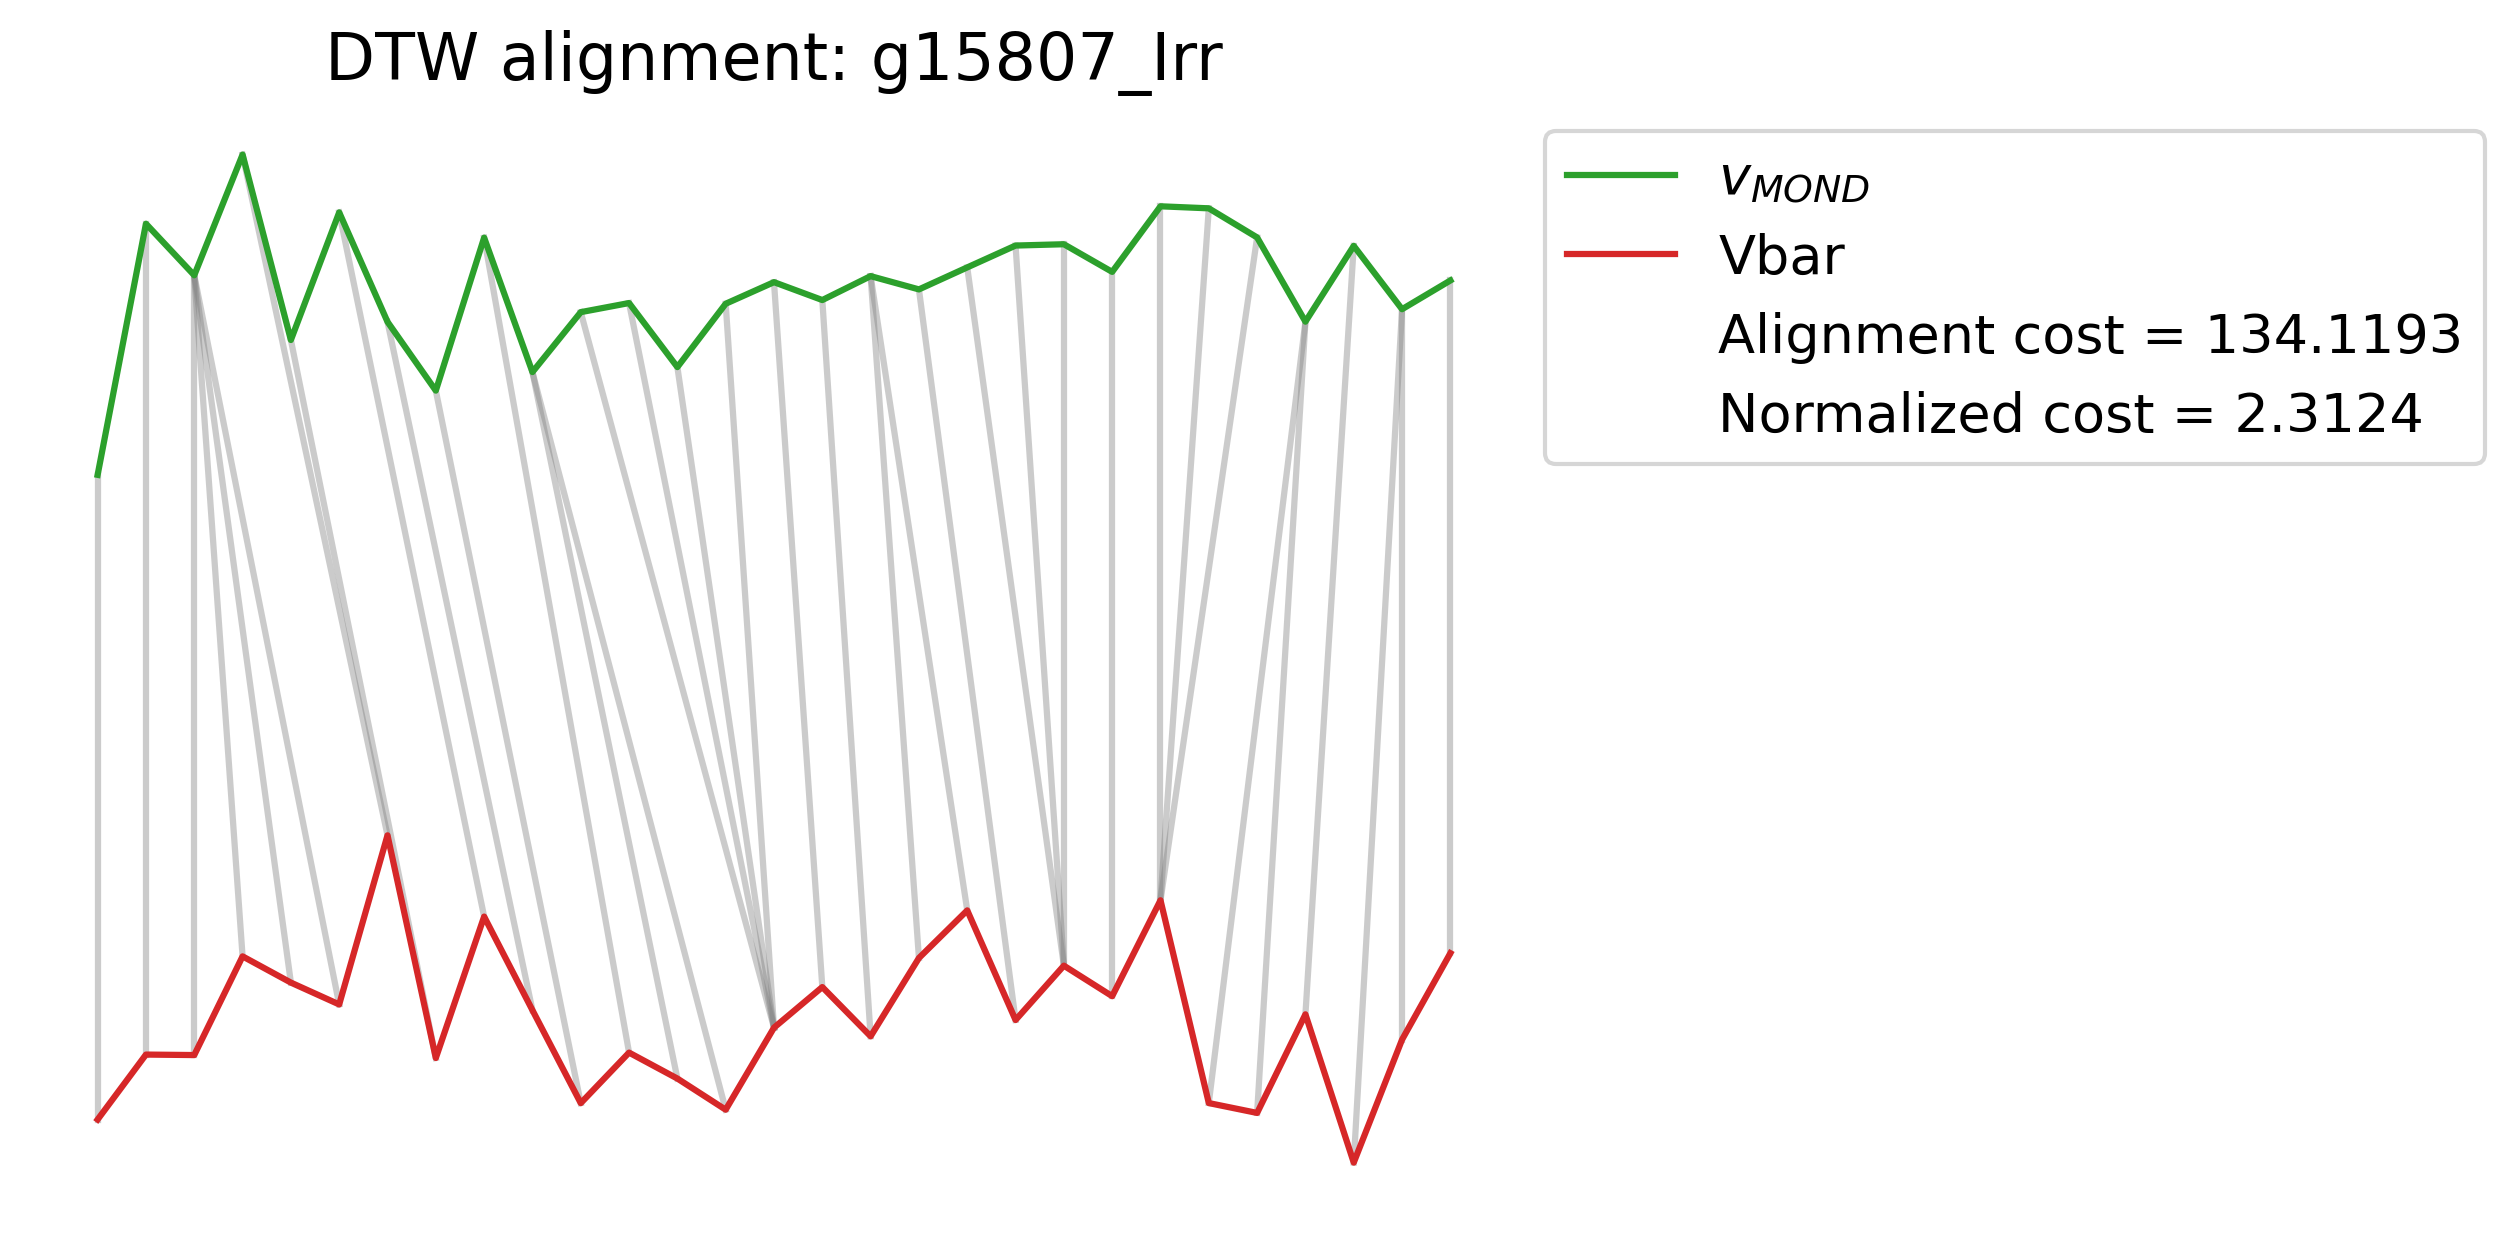 DTW alignment: g15807_Irr
v_MOND
Vbar
Alignment cost = 134.1193
Normalized cost = 2.3124